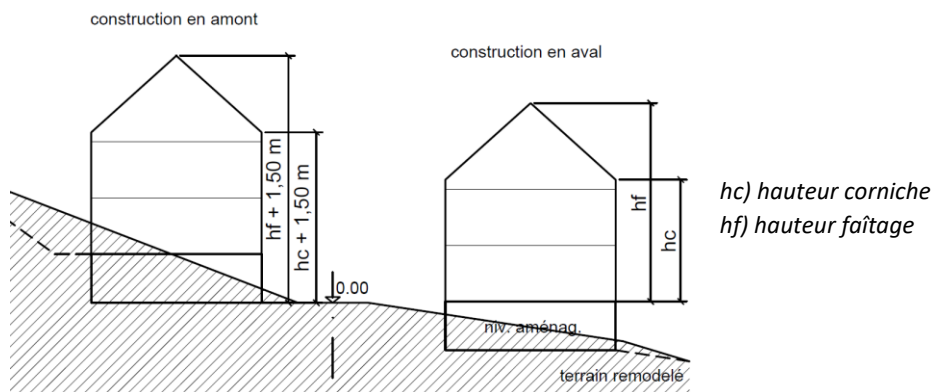 construction en amont
construction en aval
hf + 1,50 m
hc + 1,50 m
hf
hc
hc) hauteur corniche
hf) hauteur faîtage
0.00
niv. aménag.
terrain remodelé